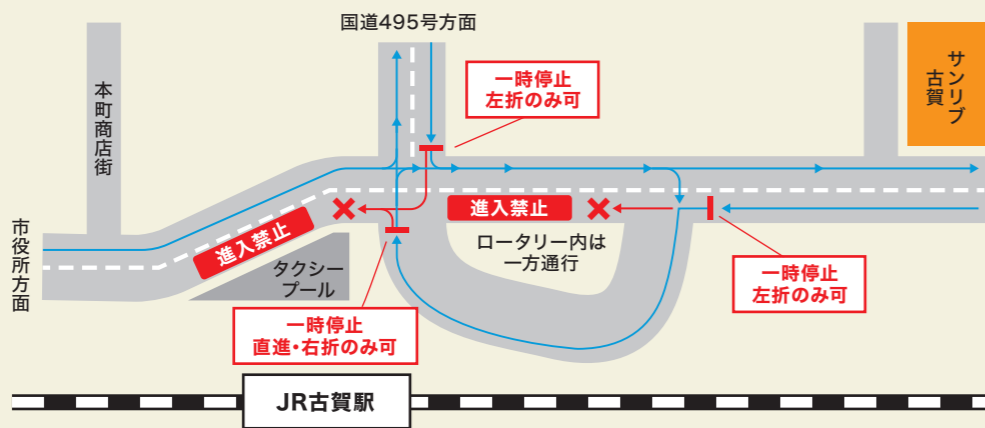 国道495号方面
一時停止
左折のみ可
サンリブ
古賀
本町商店街
市役所方面
進入禁止
進入禁止
ロータリー内は
一方通行
タクシー
プール
一時停止
左折のみ可
一時停止
直進・右折のみ可
JR古賀駅